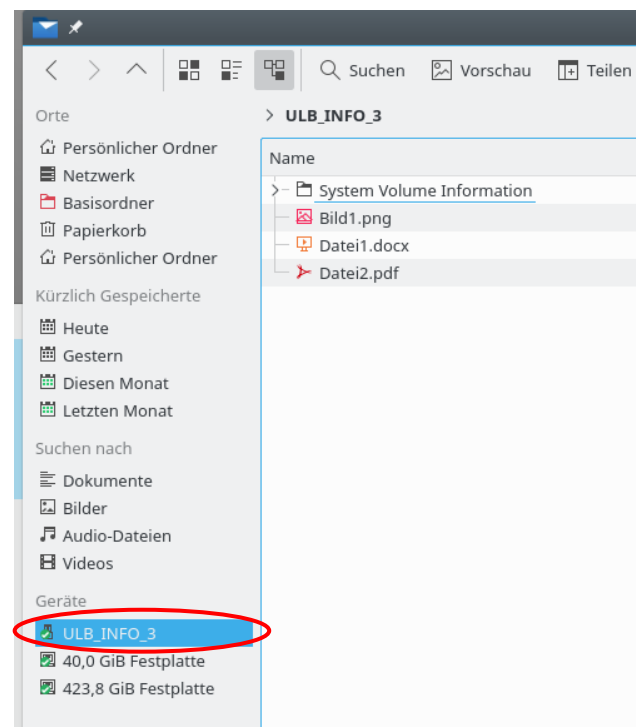 Suchen Vorschau Teilen
Orte
Persönlicher Ordner
Netzwerk
Basisordner
Papierkorb
Persönlicher Ordner
Kürzlich Gespeicherte
Heute
Gestern
Diesen Monat
Letzten Monat
Suchen nach
Dokumente
Bilder
Audio-Dateien
Videos
Geräte
ULB_INFO_3
40,0 GiB Festplatte
423,8 GiB Festplatte
> ULB_INFO_3
Name
System Volume Information
Bild1.png
Datei1.docx
Datei2.pdf